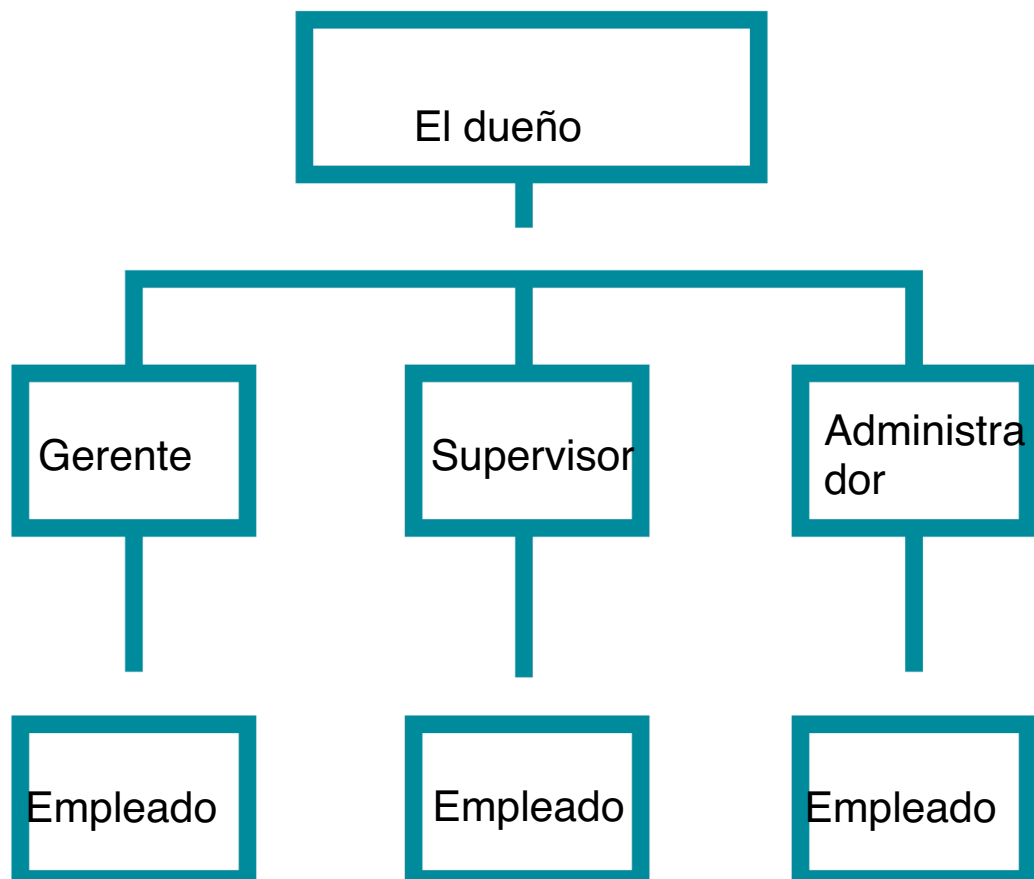 El dueño
Gerente
Supervisor
Administra
dor
Empleado
Empleado
Empleado